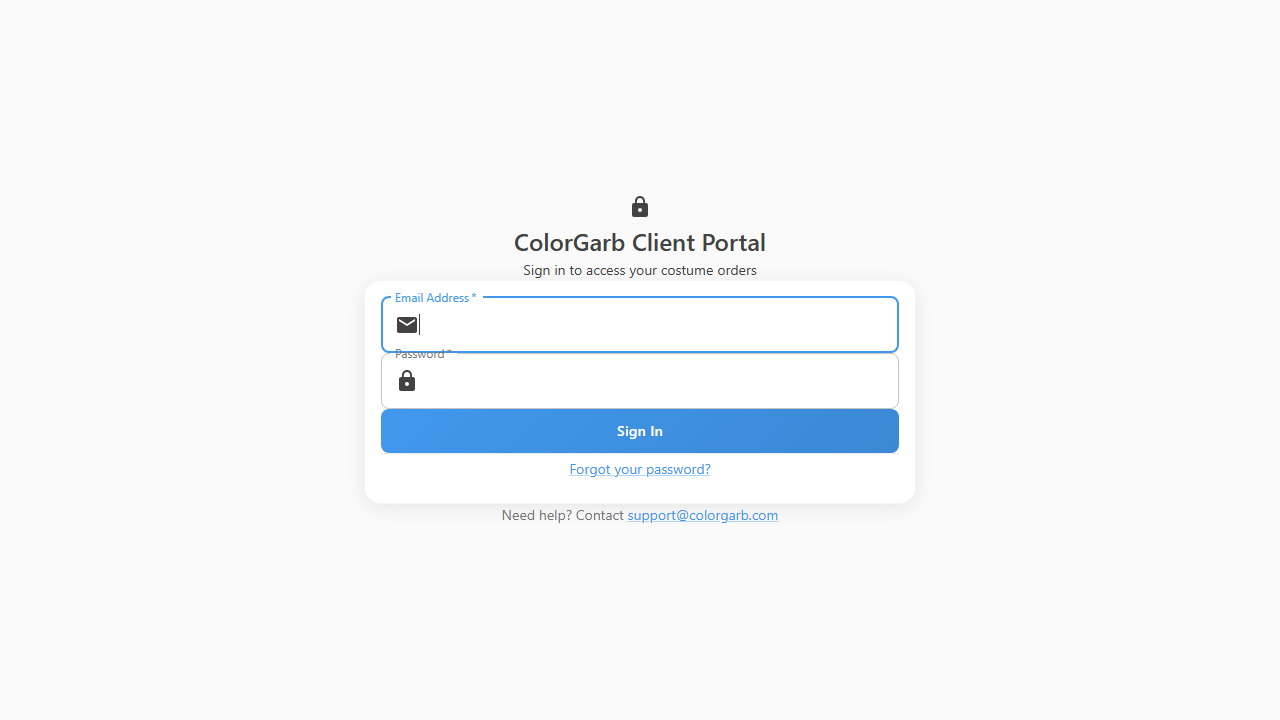 ColorGarb Client Portal
Sign in to access your costume orders
Email Address *
Password *
Sign In
Forgot your password?
Need help? Contact support@colorgarb.com